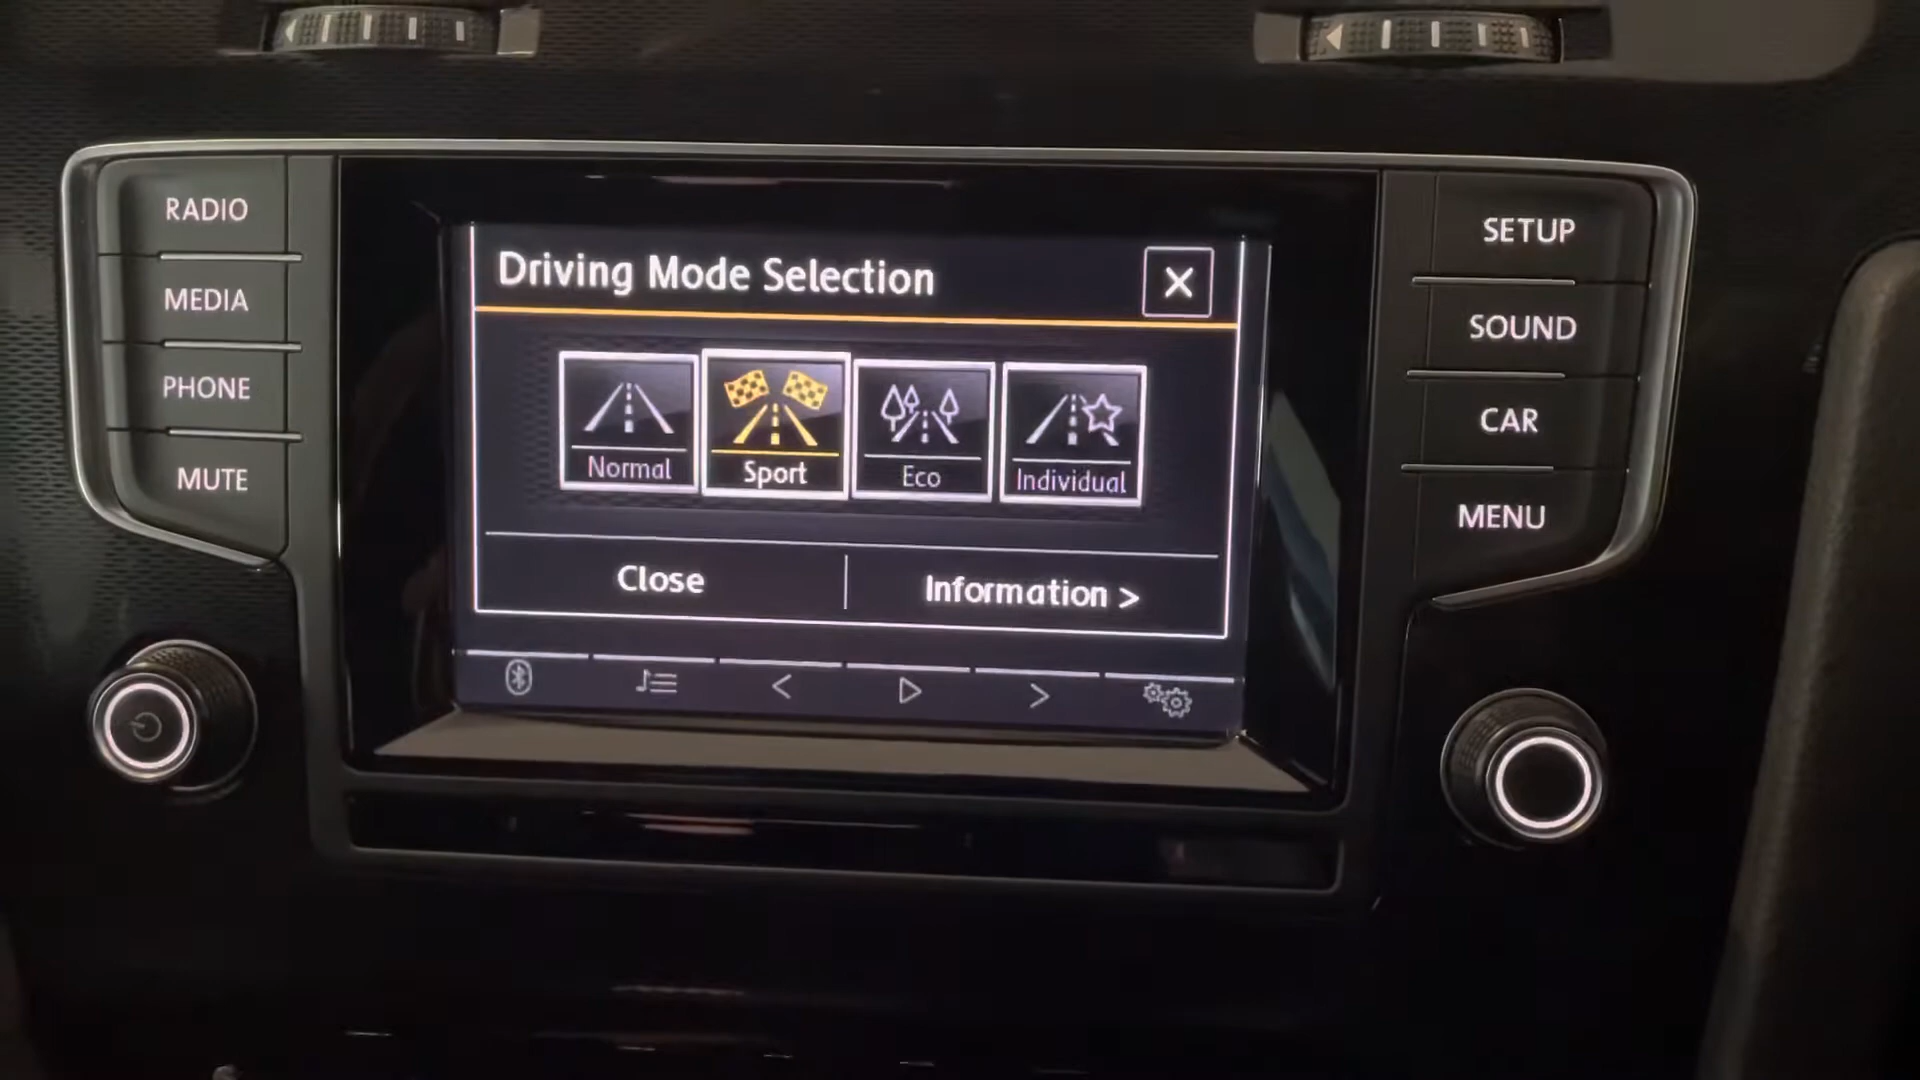 RADIO
MEDIA
PHONE
MUTE
Driving Mode Selection
Normal
Sport
Eco
Individual
Close
Information >
SETUP
SOUND
CAR
MENU